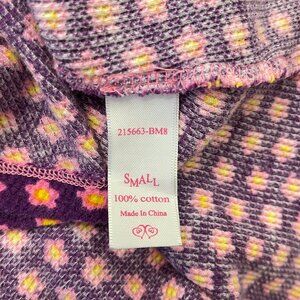 215663-BM8
SMALL
100% cotton
Made In China